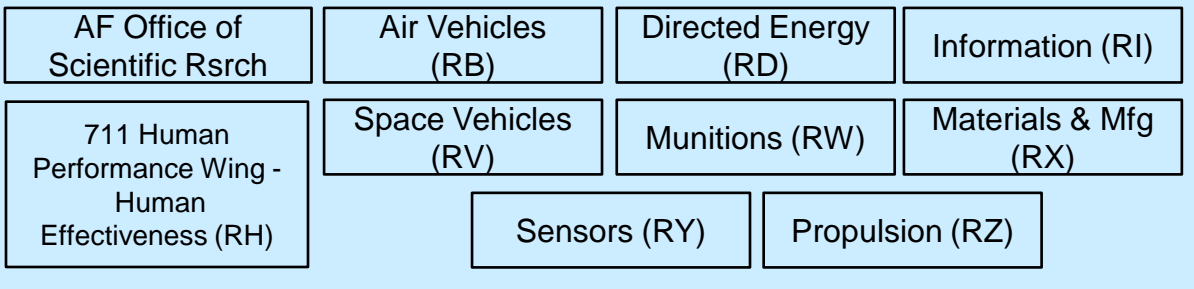 AF Office of
Scientific Rsrch
Air Vehicles
(RB)
Directed Energy
(RD)
Information (RI)
711 Human
Performance Wing -
Human
Effectiveness (RH)
Space Vehicles
(RV)
Munitions (RW)
Materials & Mfg
(RX)
Sensors (RY)
Propulsion (RZ)